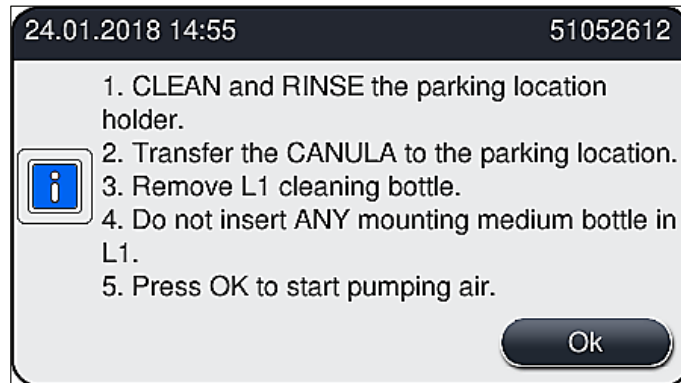 24.01.2018 14:55 51052612
1. CLEAN and RINSE the parking location
holder.
2. Transfer the CANULA to the parking location.
3. Remove L1 cleaning bottle.
4. Do not insert ANY mounting medium bottle in
L1.
5. Press OK to start pumping air.
i
Ok